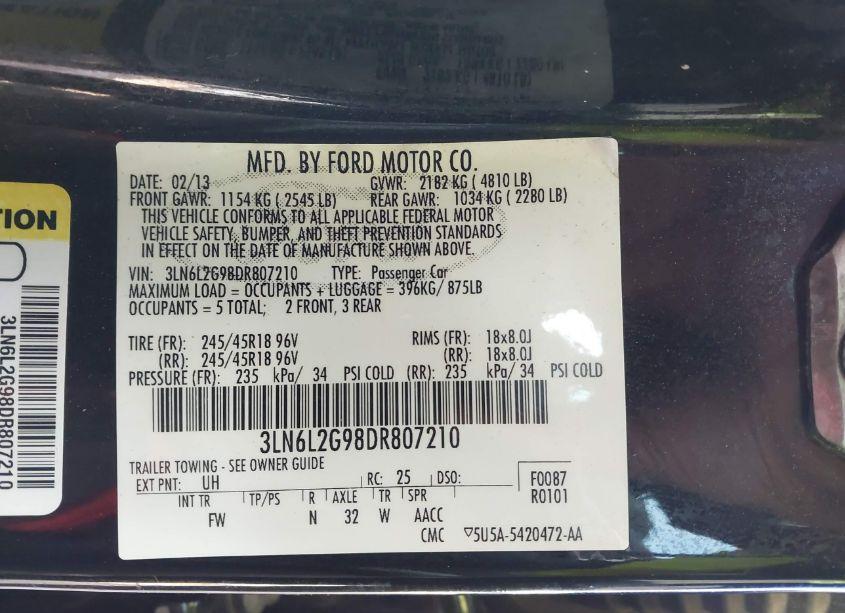 MFD. BY FORD MOTOR CO.
DATE: 02/13 GVWR: 2182 KG ( 4810 LB)
FRONT GAWR: 1154 KG ( 2545 LB) REAR GAWR: 1034 KG ( 2280 LB)
THIS VEHICLE CONFORMS TO ALL APPLICABLE FEDERAL MOTOR
VEHICLE SAFETY, BUMPER, AND THEFT PREVENTION STANDARDS
IN EFFECT ON THE DATE OF MANUFACTURE SHOWN ABOVE.
VIN: 3LN6L2G98DR807210 TYPE: Passenger Car
MAXIMUM LOAD = OCCUPANTS + LUGGAGE = 396KG/ 875LB
OCCUPANTS = 5 TOTAL; 2 FRONT, 3 REAR
TIRE (FR): 245/45R18 96V RIMS (FR): 18x8.0J
(RR): 245/45R18 96V (RR): 18x8.0J
PRESSURE (FR): 235 kPa/ 34 PSI COLD (RR): 235 kPa/ 34 PSI COLD
3LN6L2G98DR807210
TRAILER TOWING - SEE OWNER GUIDE
EXT PNT: UH RC: 25 DSO: F0087
R0101
INT TR TP/PS R AXLE TR SPR
FW N 32 W AACC
CMC ▽5U5A-5420472-AA
TION
3LN6L2G98DR807210